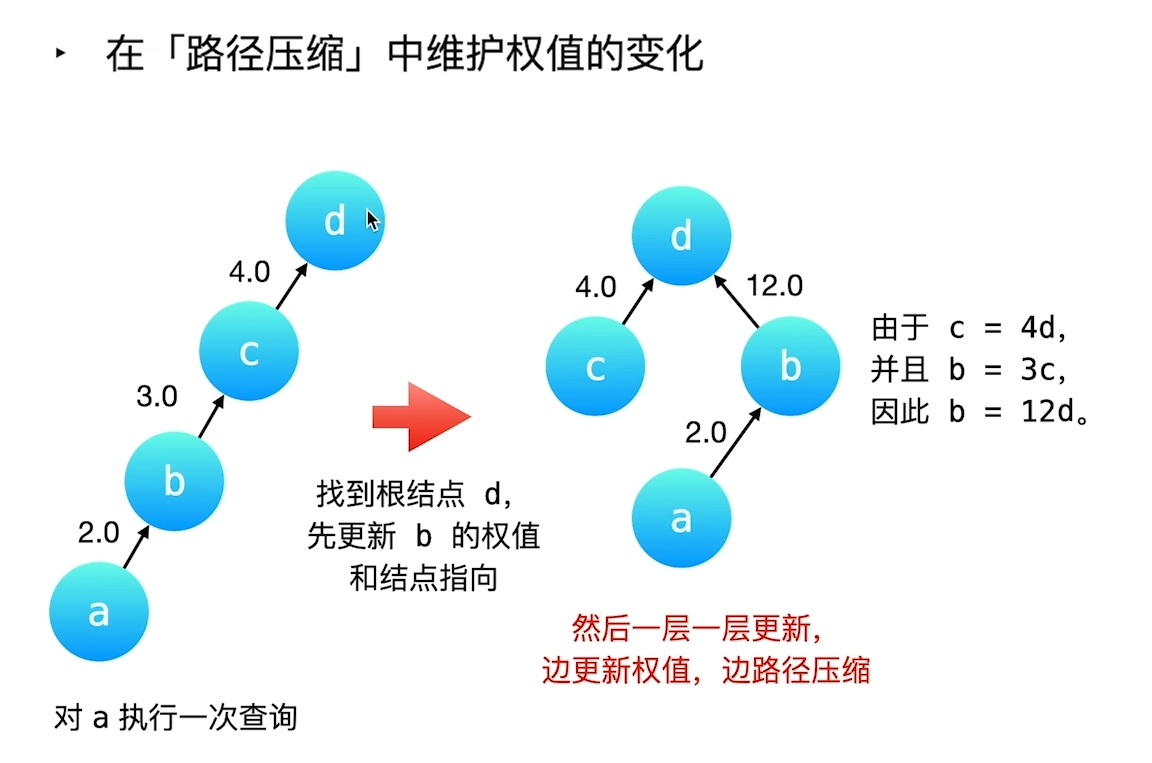 ‣ 在「路径压缩」中维护权值的变化
d
4.0
c
3.0
b
2.0
a
对 a 执行一次查询
找到根结点 d,
先更新 b 的权值
和结点指向
d
4.0
12.0
c
b
2.0
a
由于 c = 4d,
并且 b = 3c,
因此 b = 12d。
然后一层一层更新，
边更新权值，边路径压缩